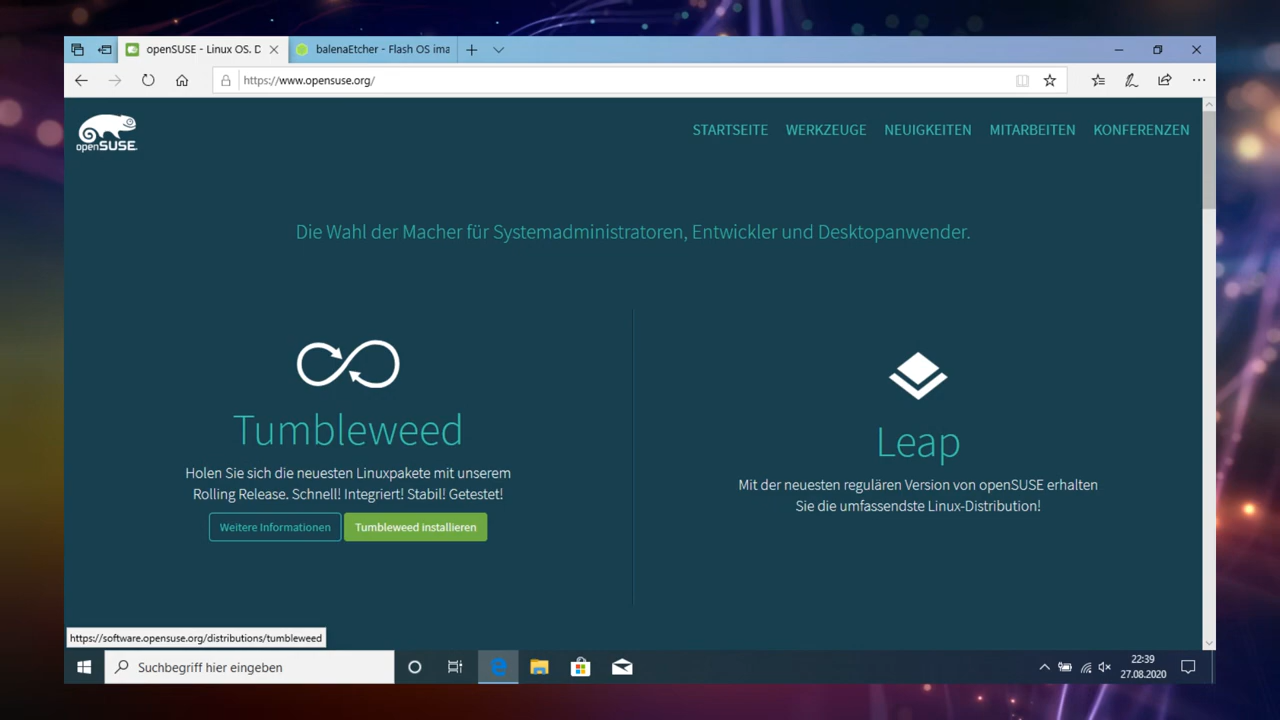 openSUSE - Linux OS. D
balenaEtcher - Flash OS ima
https://www.opensuse.org/
openSUSE.
STARTSEITE WERKZEUGE NEUIGKEITEN MITARBEITEN KONFERENZEN
Die Wahl der Macher für Systemadministratoren, Entwickler und Desktopanwender.
Tumbleweed
Holen Sie sich die neuesten Linuxpakete mit unserem
Rolling Release. Schnell! Integriert! Stabil! Getestet!
Weitere Informationen
Tumbleweed installieren
Leap
Mit der neuesten regulären Version von openSUSE erhalten
Sie die umfassendste Linux-Distribution!
https://software.opensuse.org/distributions/tumbleweed
Suchbegriff hier eingeben
22:39
27.08.2020